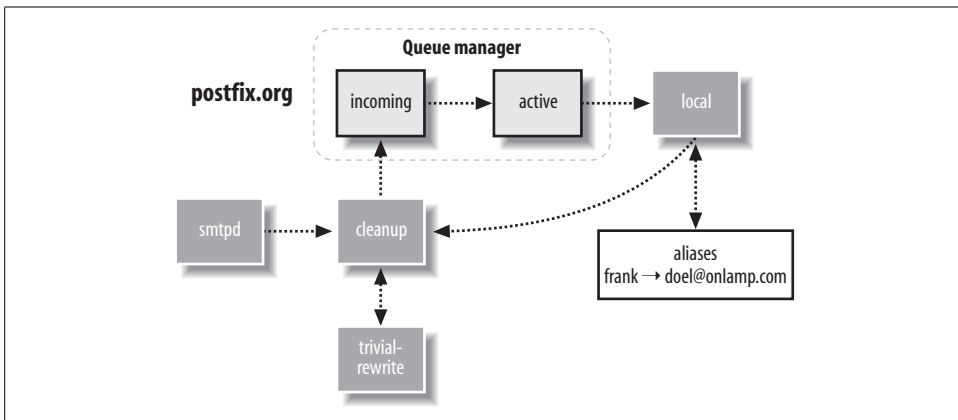 Queue manager
postfix.org
incoming
active
local
smtpd
cleanup
aliases
frank → doel@onlamp.com
trivial-
rewrite